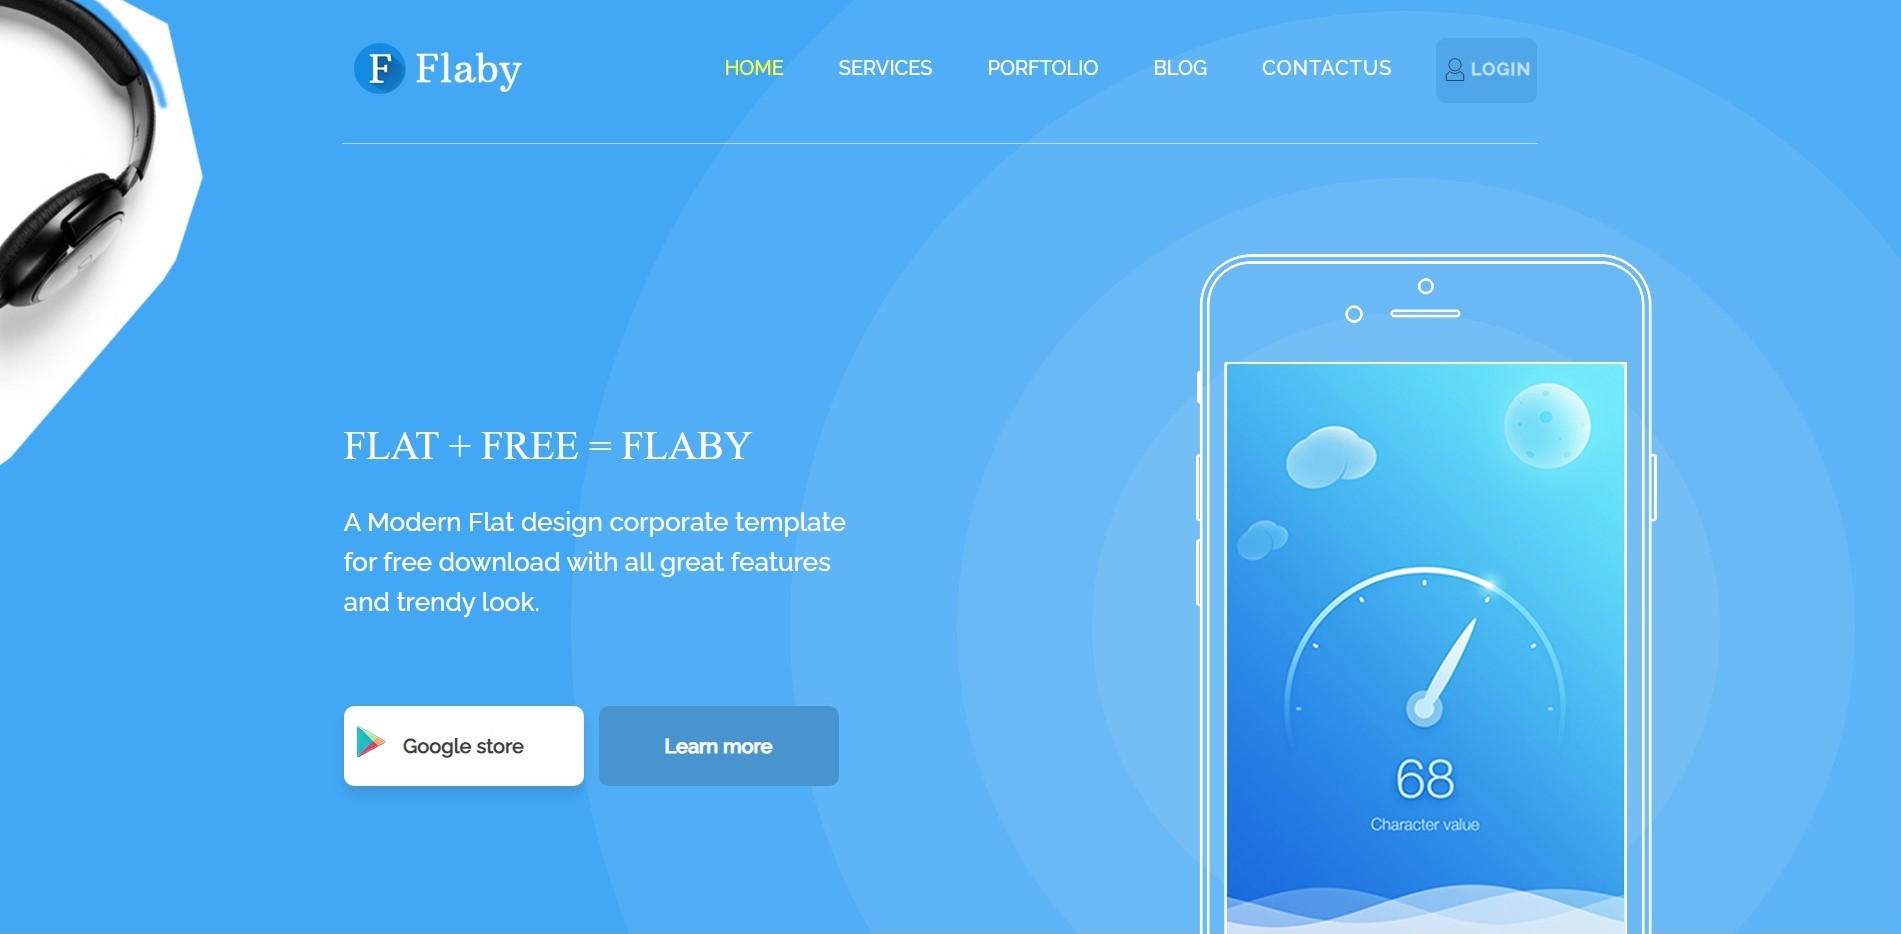 F Flaby
HOME SERVICES PORFTOLIO BLOG CONTACTUS LOGIN
FLAT + FREE = FLABY
A Modern Flat design corporate template
for free download with all great features
and trendy look.
Google store
Learn more
68
Character value